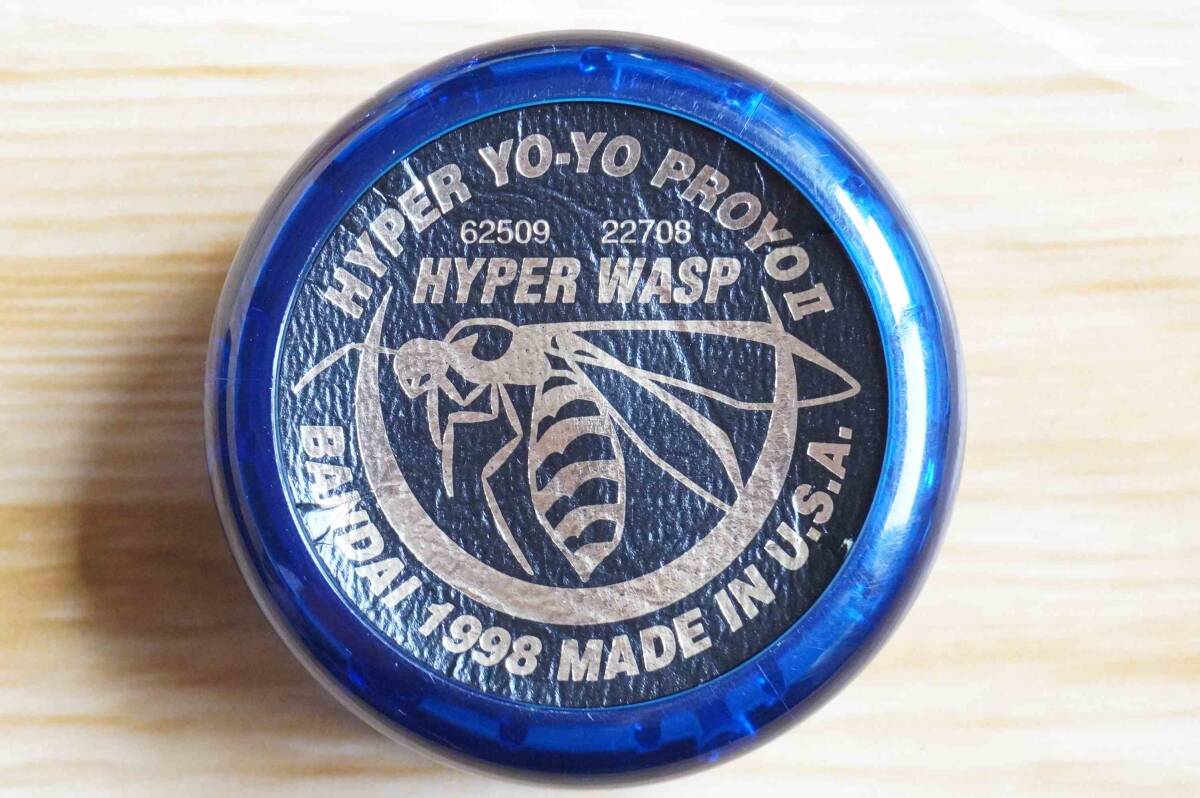 HYPER YO-YO PROYO II
62509 22708
HYPER WASP
BANDAI 1998 MADE IN U.S.A.